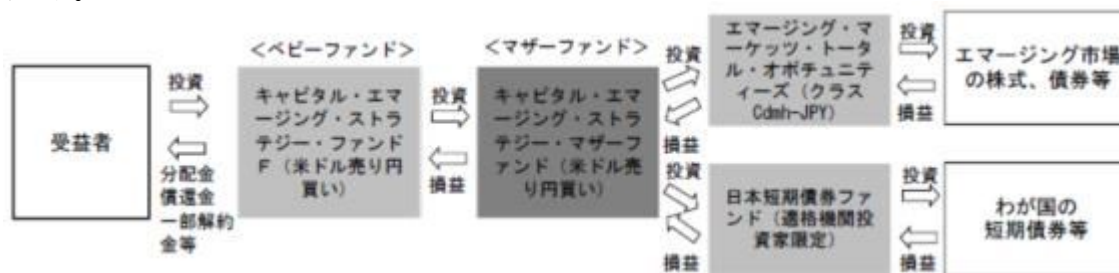 ＜ベビーファンド＞
＜マザーファンド＞
受益者
投資
分配金
償還金
一部解約
金等
キャピタル・エマ
ージング・ストラ
テジー・ファンド
F（米ドル売り円
買い）
投資
損益
キャピタル・エマ
ージング・ストラ
テジー・マザーフ
ァンド（米ドル売
り円買い）
投資
損益
エマージング・マ
ーケッツ・トータ
ル・オポチュニテ
ィーズ（クラス
Cdmh-JPY）
投資
損益
エマージング市場
の株式、債券等
投資
損益
日本短期債券ファ
ンド（適格機関投
資家限定）
投資
損益
わが国の
短期債券等